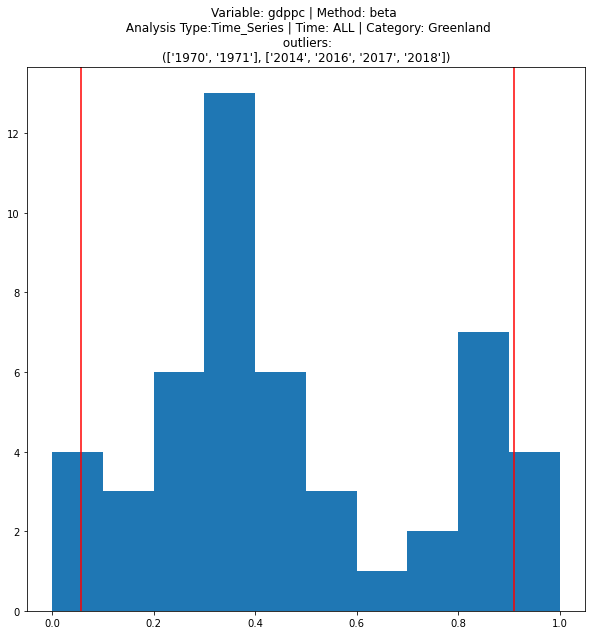 Variable: gdppc | Method: beta
Analysis Type:Time_Series | Time: ALL | Category: Greenland
outliers:
(['1970', '1971'], ['2014', '2016', '2017', '2018'])
12
10
8
6
4
2
0
0.0 0.2 0.4 0.6 0.8 1.0